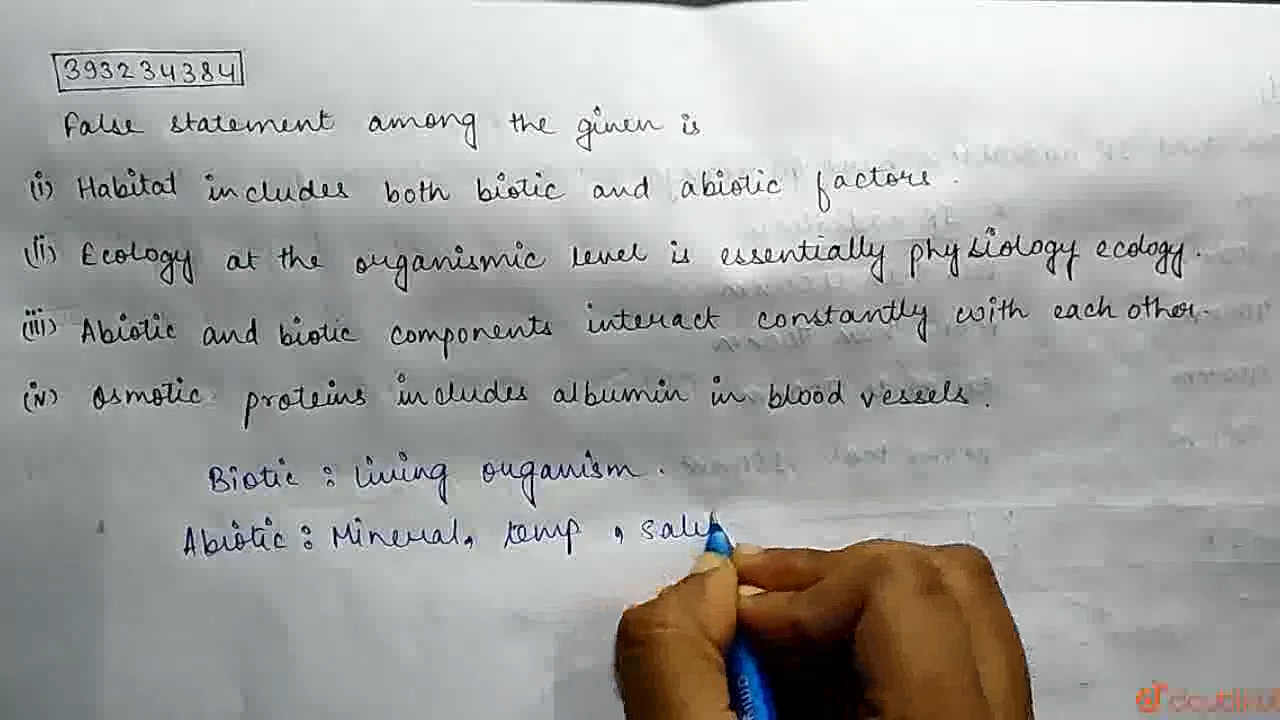 393234384
False statement among the given is
(i) Habitat includes both biotic and abiotic factors.
(ii) Ecology at the organismic level is essentially physiology ecology.
(iii) Abiotic and biotic components interact constantly with each other.
(iv) Osmotic proteins includes albumin in blood vessels.
Biotic : Living organism.
Abiotic : Mineral, temp, salt
doubtnut